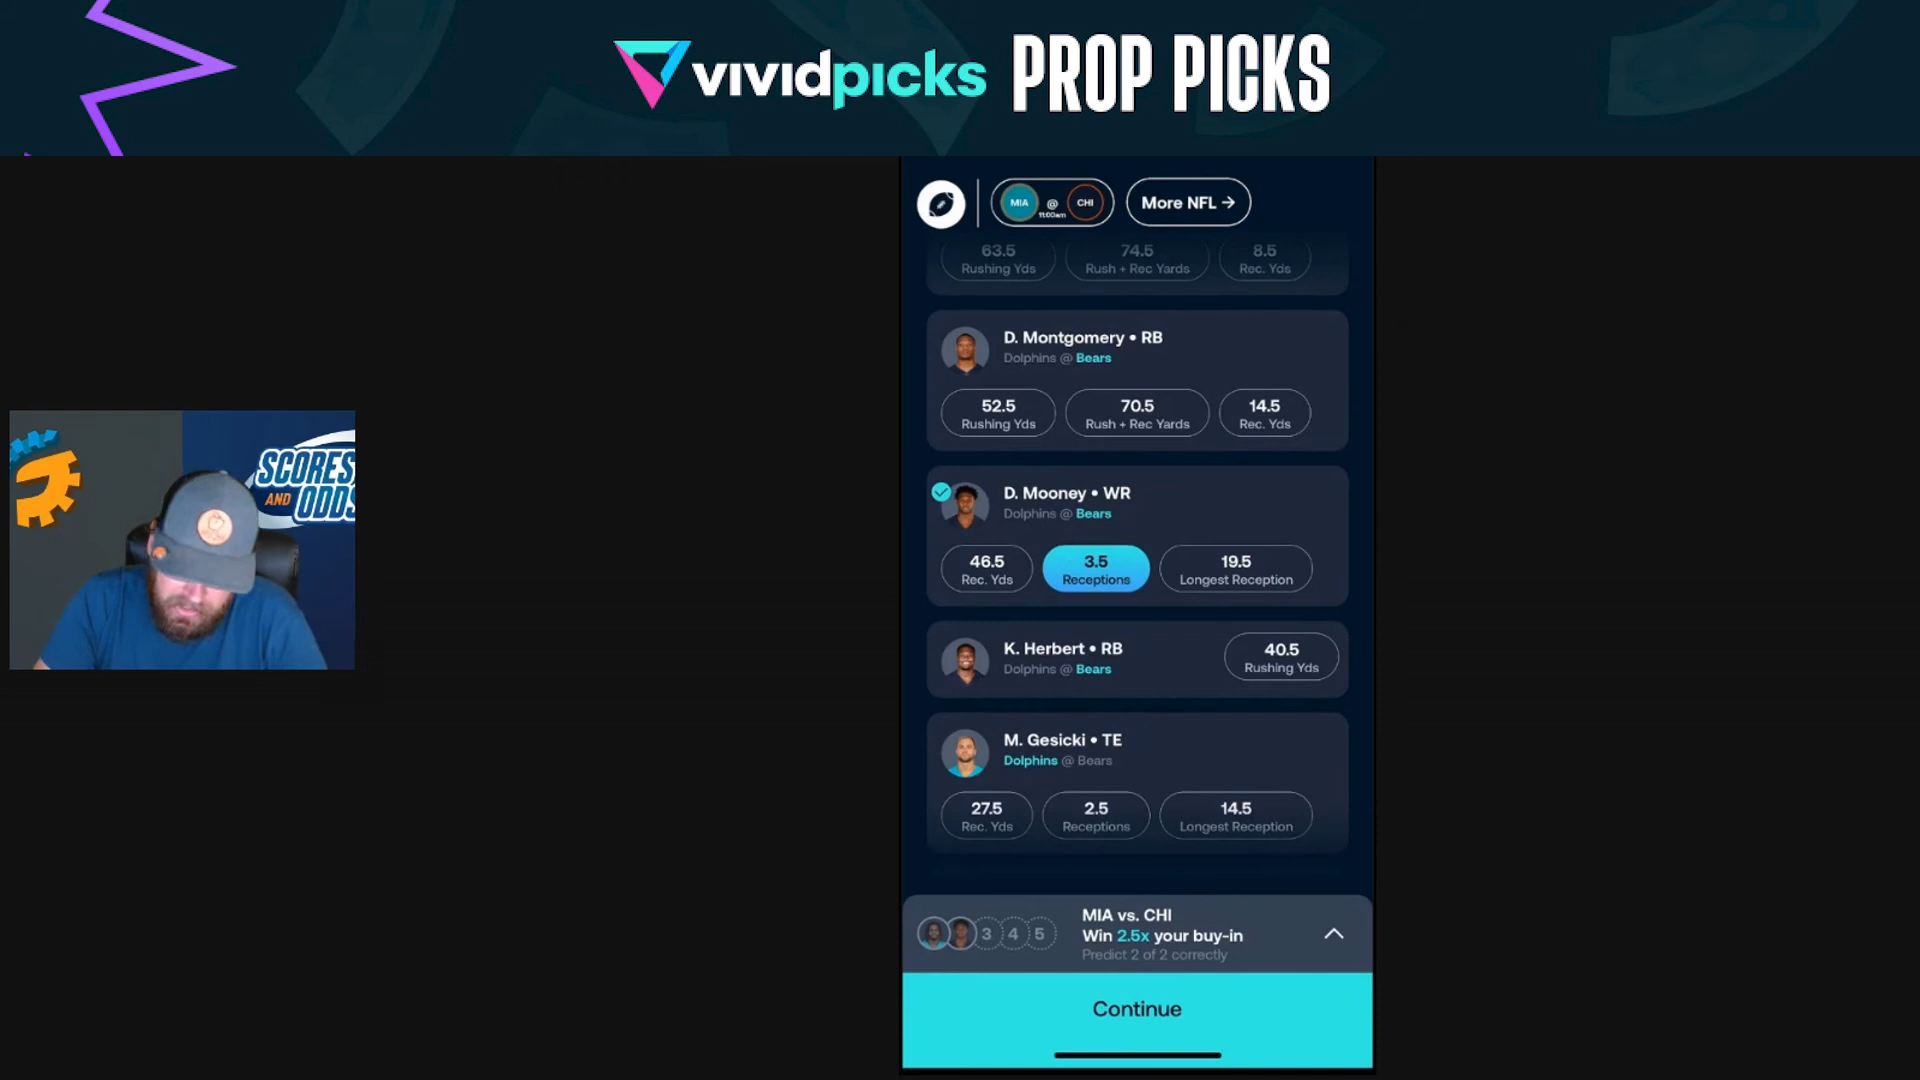 vividpicks PROP PICKS
MIA @ CHI
11:00am
More NFL →
63.5 74.5 8.5
Rushing Yds Rush + Rec Yards Rec. Yds
D. Montgomery • RB
Dolphins @ Bears
52.5 70.5 14.5
Rushing Yds Rush + Rec Yards Rec. Yds
D. Mooney • WR
Dolphins @ Bears
46.5 3.5 19.5
Rec. Yds Receptions Longest Reception
K. Herbert • RB
Dolphins @ Bears
40.5
Rushing Yds
M. Gesicki • TE
Dolphins @ Bears
27.5 2.5 14.5
Rec. Yds Receptions Longest Reception
3 4 5
MIA vs. CHI
Win 2.5x your buy-in
Predict 2 of 2 correctly
Continue
SCORES
AND ODDS